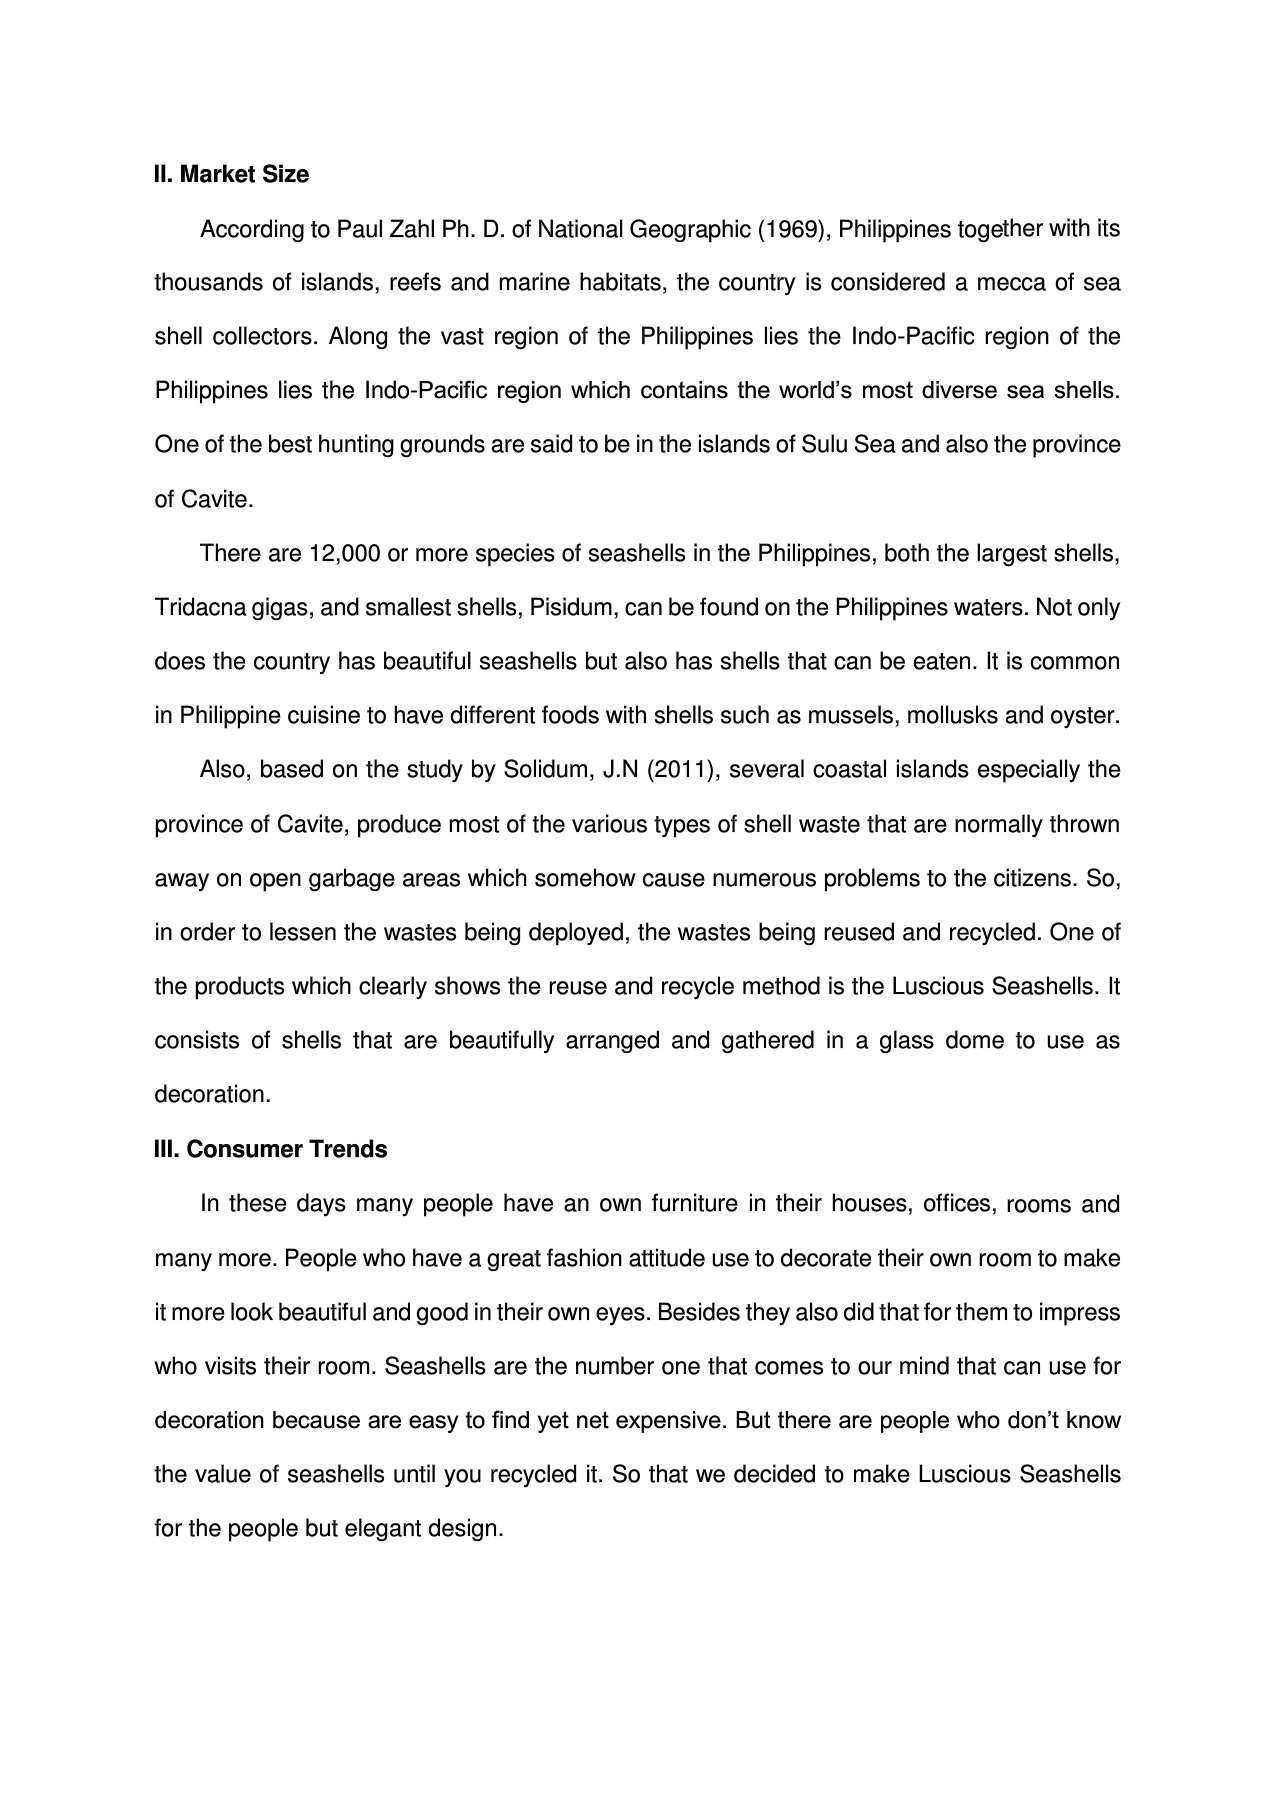 II. Market Size
According to Paul Zahl Ph. D. of National Geographic (1969), Philippines together with its
thousands of islands, reefs and marine habitats, the country is considered a mecca of sea
shell collectors. Along the vast region of the Philippines lies the Indo-Pacific region of the
Philippines lies the Indo-Pacific region which contains the world’s most diverse sea shells.
One of the best hunting grounds are said to be in the islands of Sulu Sea and also the province
of Cavite.
There are 12,000 or more species of seashells in the Philippines, both the largest shells,
Tridacna gigas, and smallest shells, Pisidum, can be found on the Philippines waters. Not only
does the country has beautiful seashells but also has shells that can be eaten. It is common
in Philippine cuisine to have different foods with shells such as mussels, mollusks and oyster.
Also, based on the study by Solidum, J.N (2011), several coastal islands especially the
province of Cavite, produce most of the various types of shell waste that are normally thrown
away on open garbage areas which somehow cause numerous problems to the citizens. So,
in order to lessen the wastes being deployed, the wastes being reused and recycled. One of
the products which clearly shows the reuse and recycle method is the Luscious Seashells. It
consists of shells that are beautifully arranged and gathered in a glass dome to use as
decoration.
III. Consumer Trends
In these days many people have an own furniture in their houses, offices, rooms and
many more. People who have a great fashion attitude use to decorate their own room to make
it more look beautiful and good in their own eyes. Besides they also did that for them to impress
who visits their room. Seashells are the number one that comes to our mind that can use for
decoration because are easy to find yet net expensive. But there are people who don’t know
the value of seashells until you recycled it. So that we decided to make Luscious Seashells
for the people but elegant design.